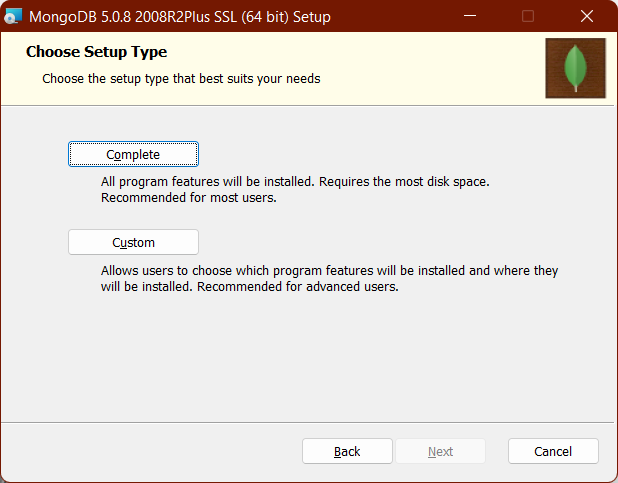 MongoDB 5.0.8 2008R2Plus SSL (64 bit) Setup
Choose Setup Type
Choose the setup type that best suits your needs
Complete
All program features will be installed. Requires the most disk space.
Recommended for most users.
Custom
Allows users to choose which program features will be installed and where they
will be installed. Recommended for advanced users.
Back
Next
Cancel